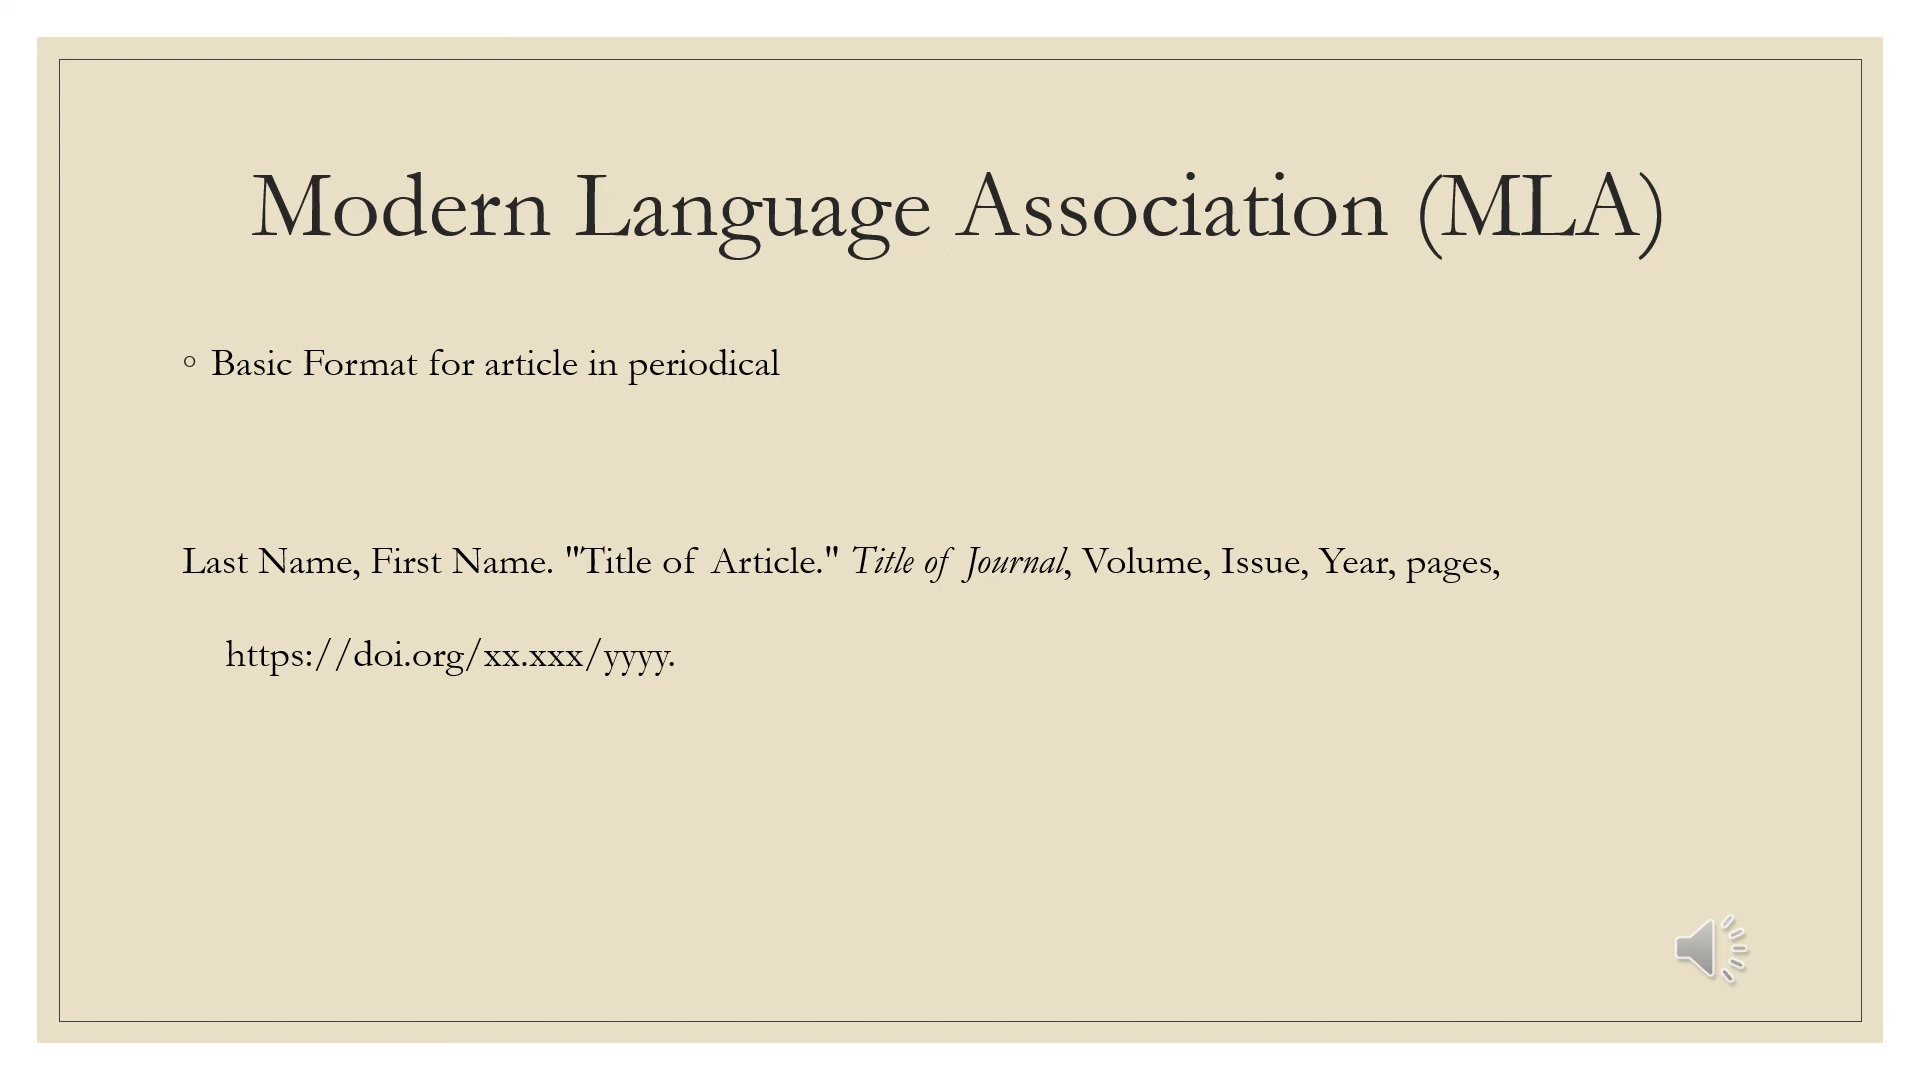 Modern Language Association (MLA)
◦ Basic Format for article in periodical
Last Name, First Name. "Title of Article." Title of Journal, Volume, Issue, Year, pages,
https://doi.org/xx.xxx/yyyy.